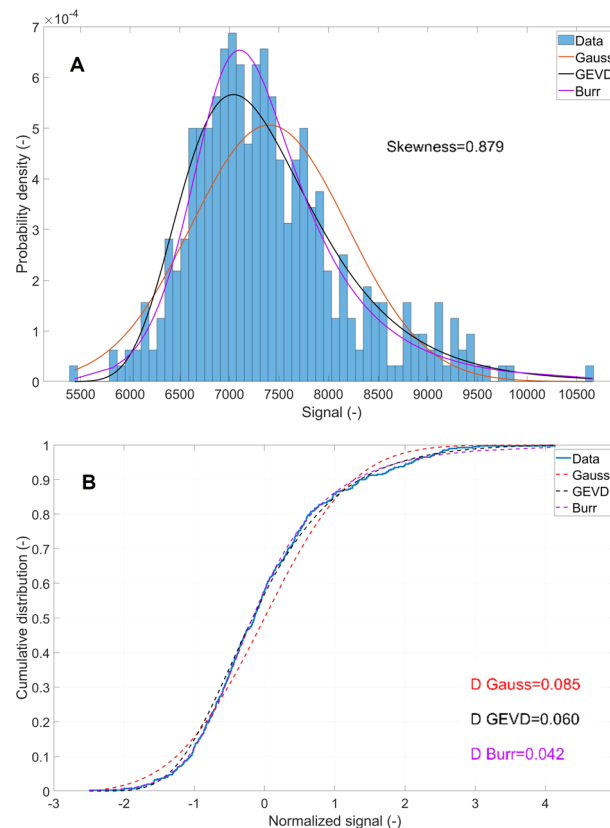 ×10⁻⁴
7
6
5
4
3
2
1
0
Probability density (-)
A
Data
Gauss
GEVD
Burr
Skewness=0.879
5500 6000 6500 7000 7500 8000 8500 9000 9500 10000 10500
Signal (-)
1
0.9
0.8
0.7
0.6
0.5
0.4
0.3
0.2
0.1
0
Cumulative distribution (-)
B
Data
Gauss
GEVD
Burr
D Gauss=0.085
D GEVD=0.060
D Burr=0.042
-3 -2 -1 0 1 2 3 4 5
Normalized signal (-)